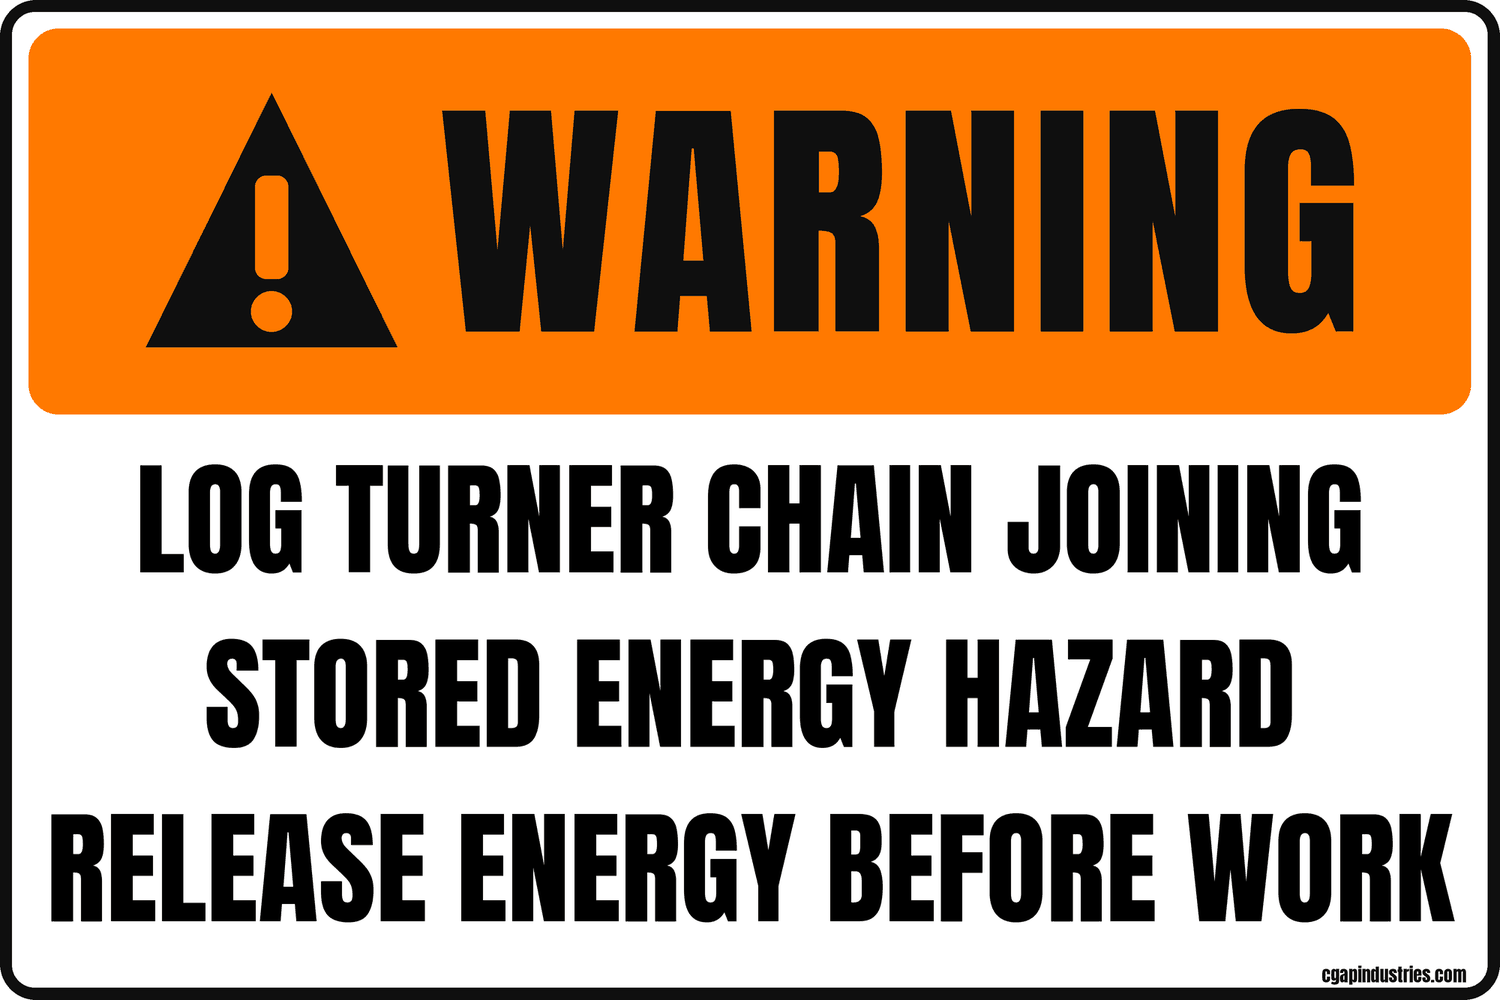 WARNING
LOG TURNER CHAIN JOINING
STORED ENERGY HAZARD
RELEASE ENERGY BEFORE WORK
cgapindustries.com